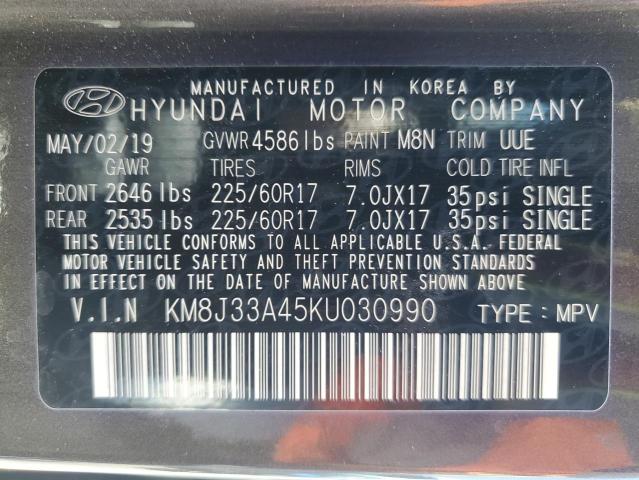 MANUFACTURED IN KOREA BY
HYUNDAI MOTOR COMPANY
MAY/02/19 GVWR 4586lbs PAINT M8N TRIM UUE
GAWR TIRES RIMS COLD TIRE INFL
FRONT 2646 lbs 225/60R17 7.0JX17 35psi SINGLE
REAR 2535 lbs 225/60R17 7.0JX17 35psi SINGLE
THIS VEHICLE CONFORMS TO ALL APPLICABLE U.S.A. FEDERAL
MOTOR VEHICLE SAFETY AND THEFT PREVENTION STANDARDS
IN EFFECT ON THE DATE OF MANUFACTURE SHOWN ABOVE
V.I.N KM8J33A45KU030990 TYPE : MPV